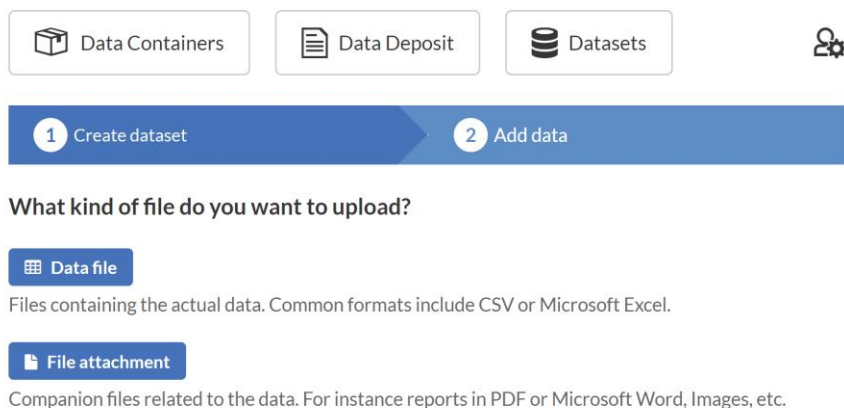 Data Containers
Data Deposit
Datasets
1 Create dataset
2 Add data
What kind of file do you want to upload?
Data file
Files containing the actual data. Common formats include CSV or Microsoft Excel.
File attachment
Companion files related to the data. For instance reports in PDF or Microsoft Word, Images, etc.